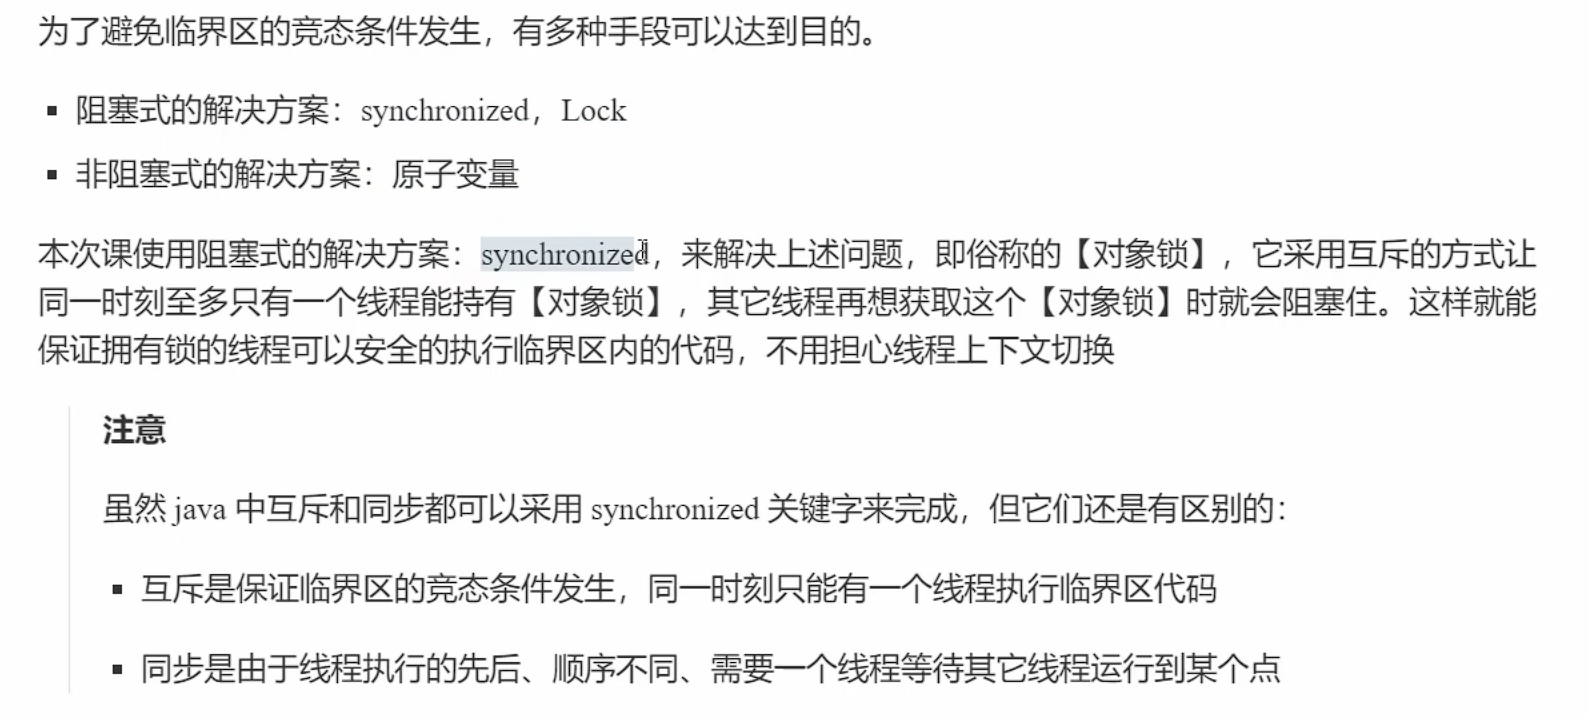 为了避免临界区的竞态条件发生，有多种手段可以达到目的。
▪ 阻塞式的解决方案：synchronized，Lock
▪ 非阻塞式的解决方案：原子变量
本次课使用阻塞式的解决方案：synchronized，来解决上述问题，即俗称的【对象锁】，它采用互斥的方式让
同一时刻至多只有一个线程能持有【对象锁】，其它线程再想获取这个【对象锁】时就会阻塞住。这样就能
保证拥有锁的线程可以安全的执行临界区内的代码，不用担心线程上下文切换
注意
虽然 java 中互斥和同步都可以采用 synchronized 关键字来完成，但它们还是有区别的：
▪ 互斥是保证临界区的竞态条件发生，同一时刻只能有一个线程执行临界区代码
▪ 同步是由于线程执行的先后、顺序不同、需要一个线程等待其它线程运行到某个点